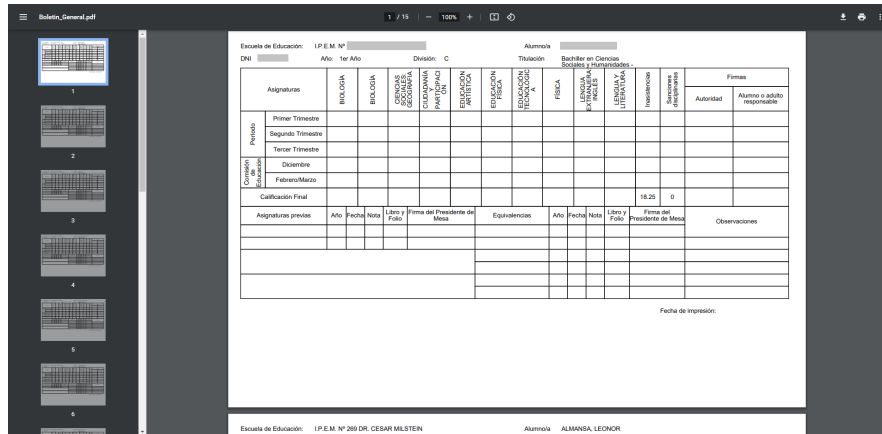 Boletin_General.pdf
1 / 15
100%
Escuela de Educación: I.P.E.M. Nº
Alumno/a
DNI
Año: 1er Año
División: C
Titulación
Bachiller en Ciencias
Sociales y Humanidades -
Asignaturas
BIOLOGÍA
BIOLOGÍA
CIENCIAS
SOCIALES:
GEOGRAFÍA
CIUDADANÍA
Y
PARTICIPACI
ÓN
EDUCACIÓN
ARTÍSTICA
EDUCACIÓN
FÍSICA
EDUCACIÓN
TECNOLÓGIC
A
FÍSICA
LENGUA
EXTRANJERA
INGLÉS
LENGUA Y
LITERATURA
Inasistencias
Sanciones
disciplinarias
Firmas
Autoridad
Alumno o adulto
responsable
Período
Primer Trimestre
Segundo Trimestre
Tercer Trimestre
Comisión
de
Educación
Diciembre
Febrero/Marzo
Calificación Final
18.25
0
Asignaturas previas
Año
Fecha
Nota
Libro y
Folio
Firma del Presidente de
Mesa
Equivalencias
Año
Fecha
Nota
Libro y
Folio
Firma del
Presidente de Mesa
Observaciones
Fecha de impresión:
Escuela de Educación: I.P.E.M. Nº 269 DR. CESAR MILSTEIN
Alumno/a ALMANSA, LEONOR
1
2
3
4
5
6